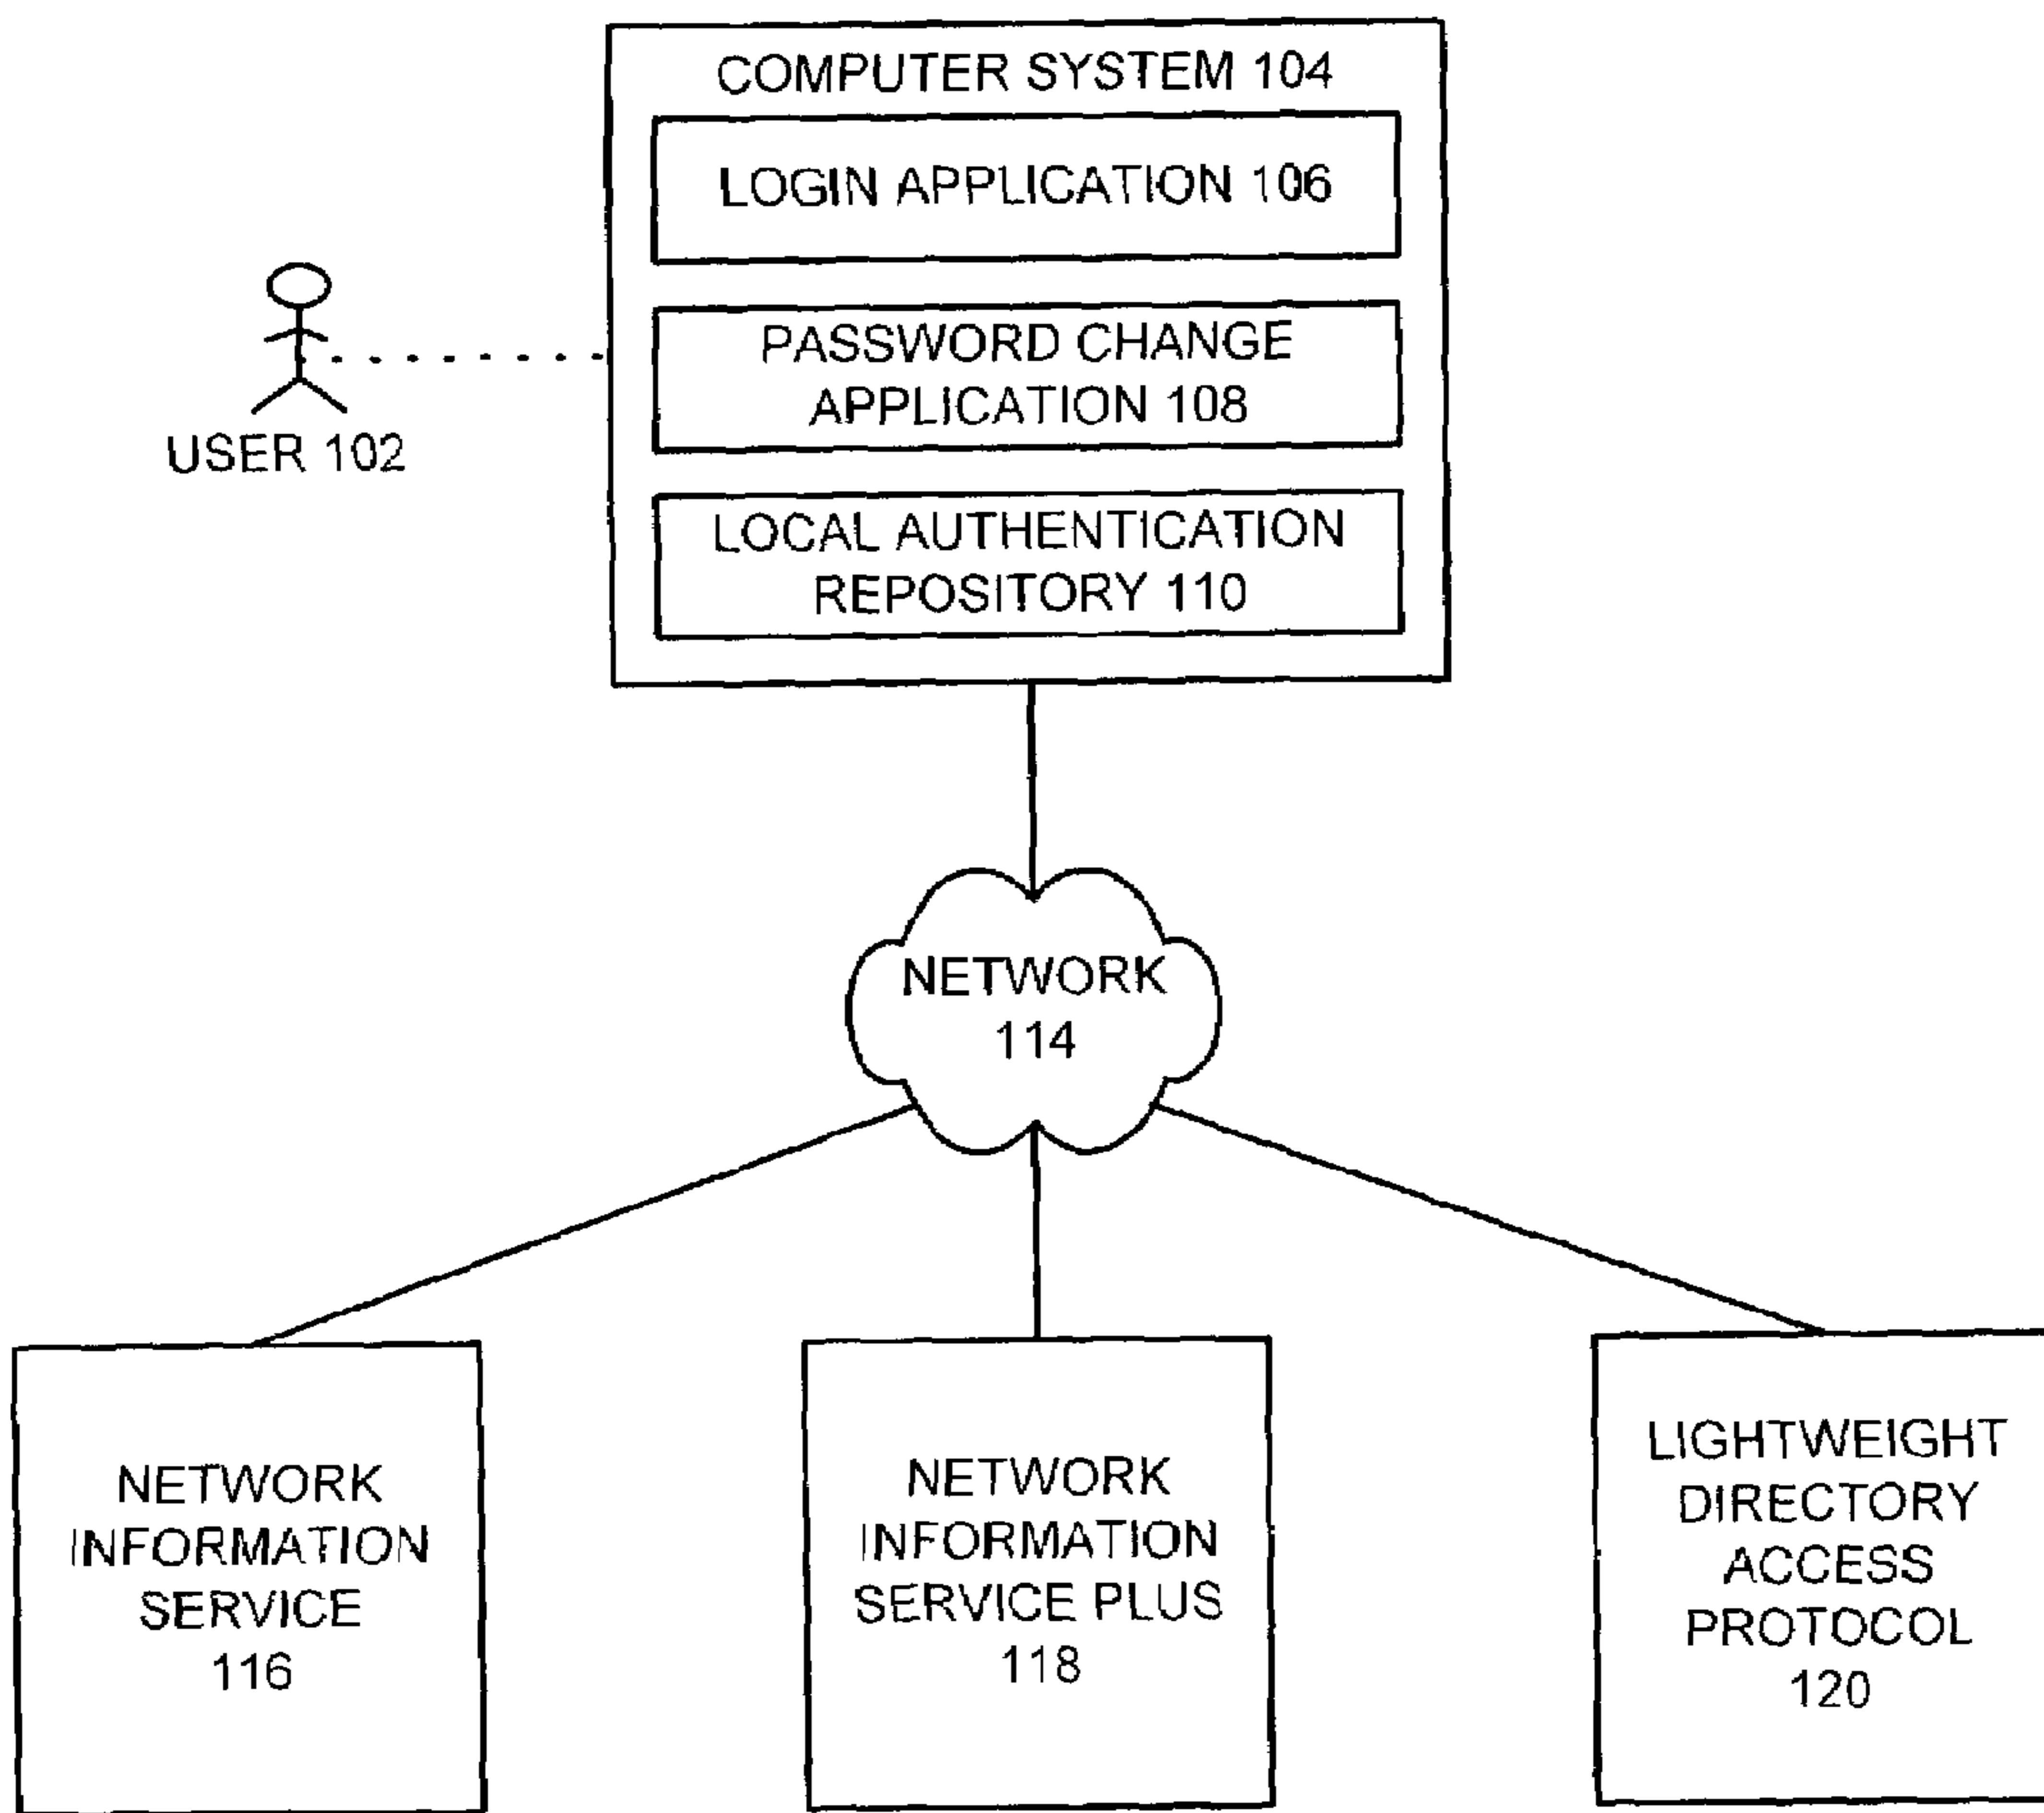 COMPUTER SYSTEM 104
LOGIN APPLICATION 106
PASSWORD CHANGE
APPLICATION 108
LOCAL AUTHENTICATION
REPOSITORY 110
USER 102
NETWORK
114
NETWORK
INFORMATION
SERVICE
116
NETWORK
INFORMATION
SERVICE PLUS
118
LIGHTWEIGHT
DIRECTORY
ACCESS
PROTOCOL
120